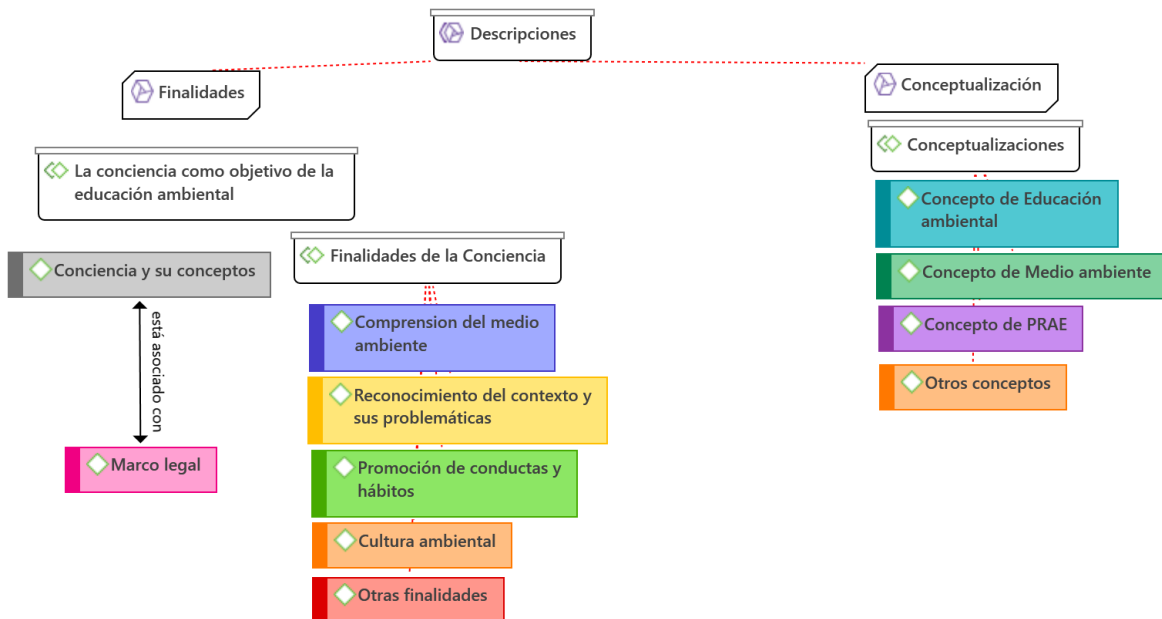 Descripciones
Finalidades
Conceptualización
La conciencia como objetivo de la
educación ambiental
Conceptualizaciones
Concepto de Educación
ambiental
Concepto de Medio ambiente
Concepto de PRAE
Otros conceptos
Conciencia y su conceptos
está asociado con
Marco legal
Finalidades de la Conciencia
Comprension del medio
ambiente
Reconocimiento del contexto y
sus problemáticas
Promoción de conductas y
hábitos
Cultura ambiental
Otras finalidades